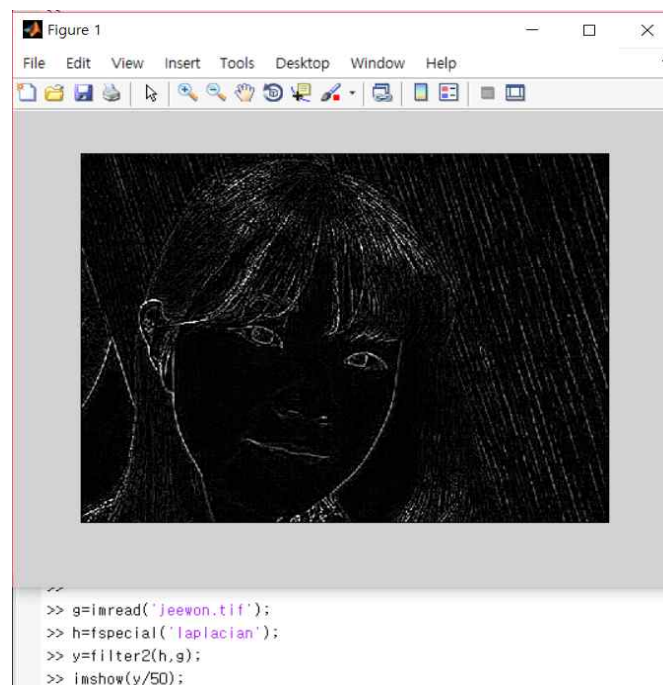 Figure 1
File Edit View Insert Tools Desktop Window Help
>> g=imread('jeewon.tif');
>> h=fspecial('laplacian');
>> y=filter2(h,g);
>> imshow(y/50);